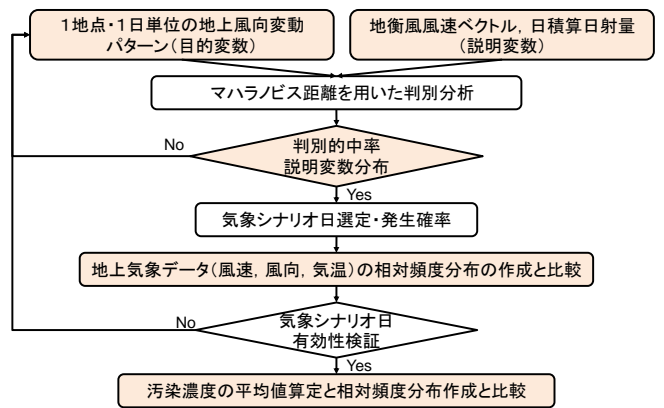 １地点・１日単位の地上風向変動
パターン（目的変数）
地衡風風速ベクトル，日積算日射量
（説明変数）
マハラノビス距離を用いた判別分析
No
判別的中率
説明変数分布
Yes
気象シナリオ日選定・発生確率
地上気象データ（風速，風向，気温）の相対頻度分布の作成と比較
No
気象シナリオ日
有効性検証
Yes
汚染濃度の平均値算定と相対頻度分布作成と比較